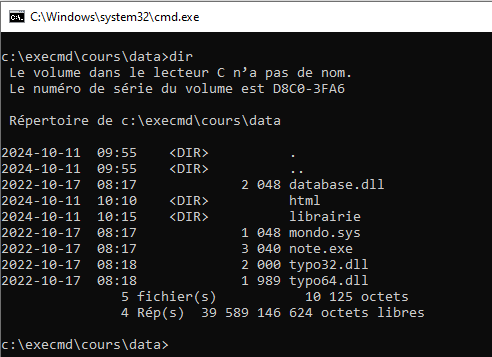 C:\Windows\system32\cmd.exe
c:\execmd\cours\data>dir
Le volume dans le lecteur C n’a pas de nom.
Le numéro de série du volume est D8C0-3FA6
Répertoire de c:\execmd\cours\data
2024-10-11  09:55    <DIR>          .
2024-10-11  09:55    <DIR>          ..
2022-10-17  08:17             2 048 database.dll
2024-10-11  10:10    <DIR>          html
2024-10-11  10:15    <DIR>          librairie
2022-10-17  08:17             1 048 mondo.sys
2022-10-17  08:17             3 040 note.exe
2022-10-17  08:18             2 000 typo32.dll
2022-10-17  08:18             1 989 typo64.dll
5 fichier(s)           10 125 octets
4 Rép(s)  39 589 146 624 octets libres
c:\execmd\cours\data>